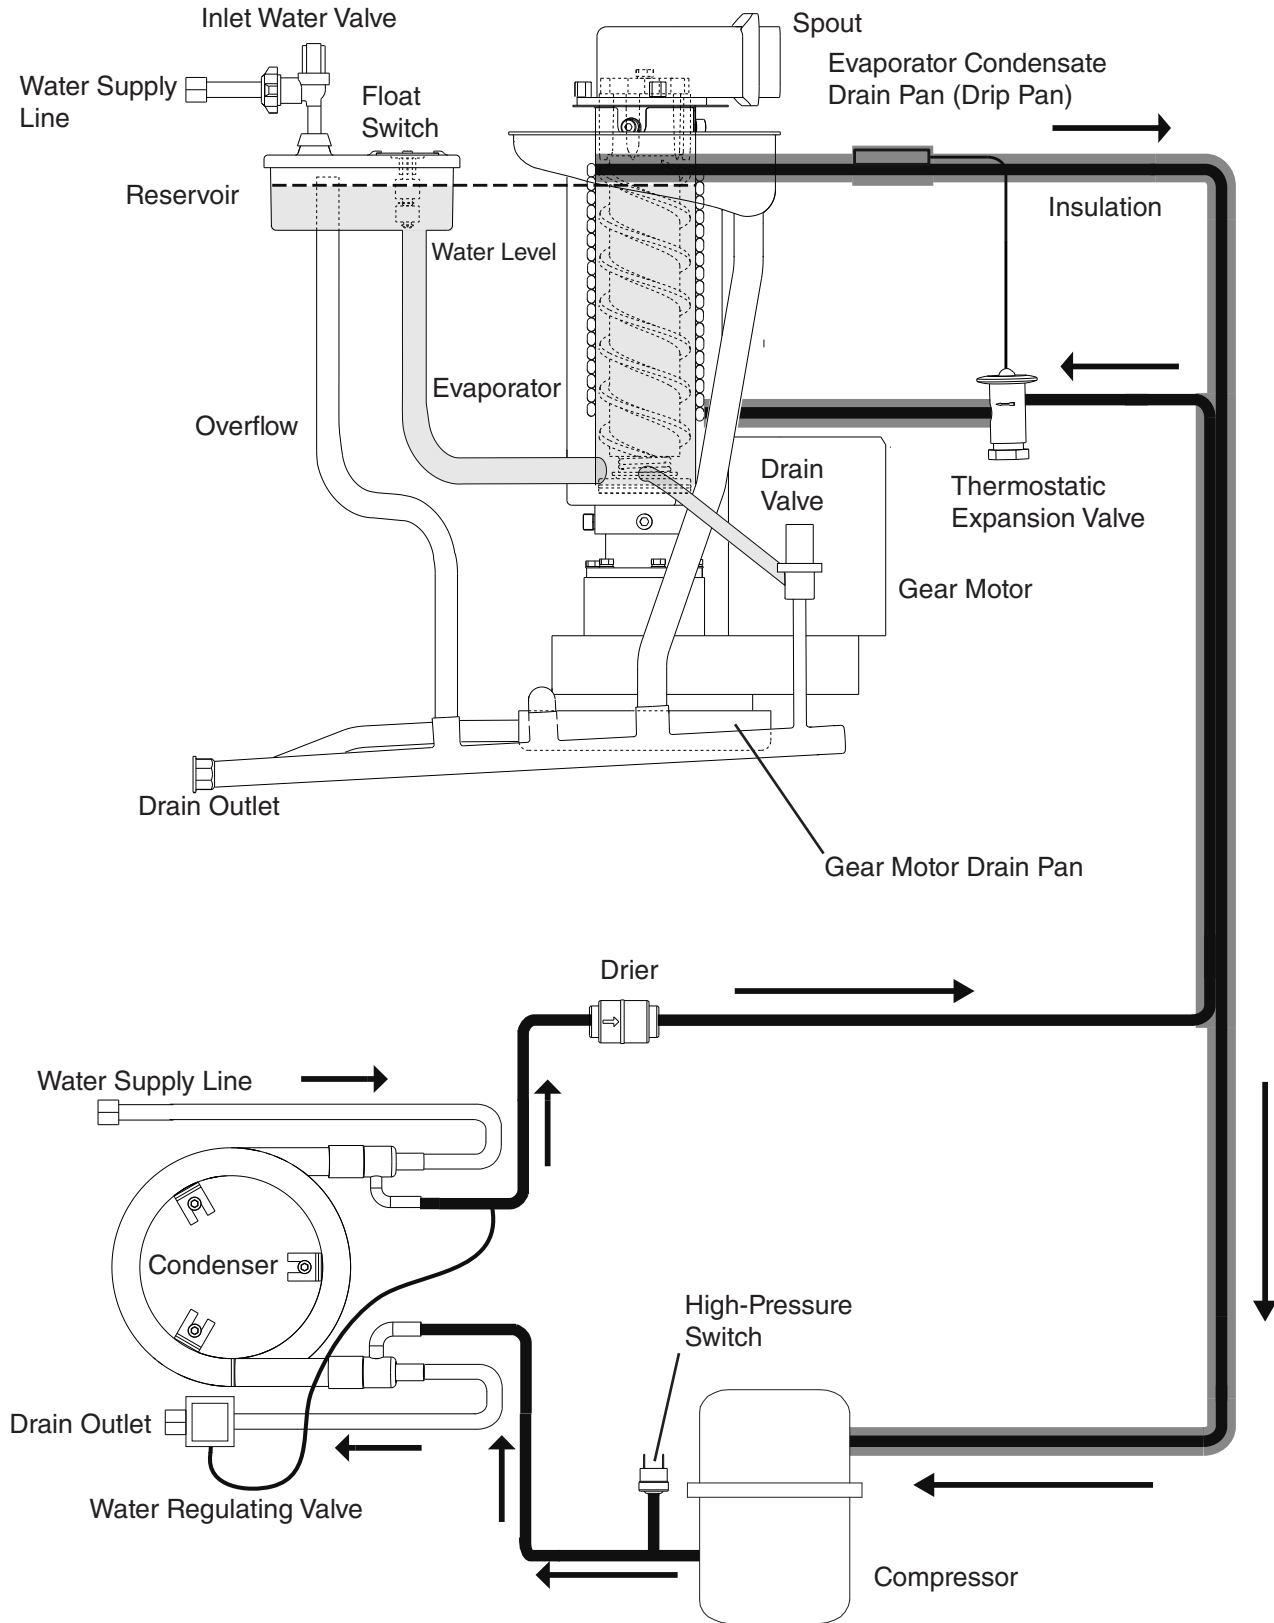 Inlet Water Valve
Spout
Water Supply
Line
Float
Switch
Evaporator Condensate
Drain Pan (Drip Pan)
Reservoir
Insulation
Water Level
Evaporator
Overflow
Drain
Valve
Thermostatic
Expansion Valve
Gear Motor
Drain Outlet
Gear Motor Drain Pan
Drier
Water Supply Line
Condenser
High-Pressure
Switch
Drain Outlet
Water Regulating Valve
Compressor